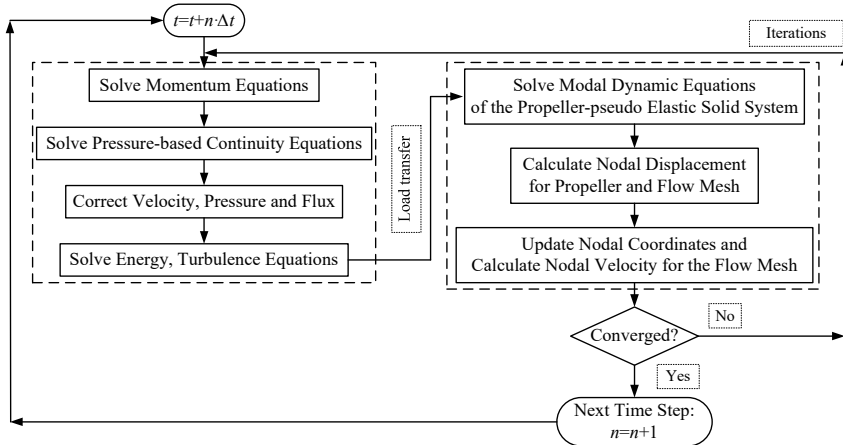 t=t+n·Δt
Iterations
Solve Momentum Equations
Solve Pressure-based Continuity Equations
Correct Velocity, Pressure and Flux
Solve Energy, Turbulence Equations
Load transfer
Solve Modal Dynamic Equations
of the Propeller-pseudo Elastic Solid System
Calculate Nodal Displacement
for Propeller and Flow Mesh
Update Nodal Coordinates and
Calculate Nodal Velocity for the Flow Mesh
Converged?
No
Yes
Next Time Step:
n=n+1